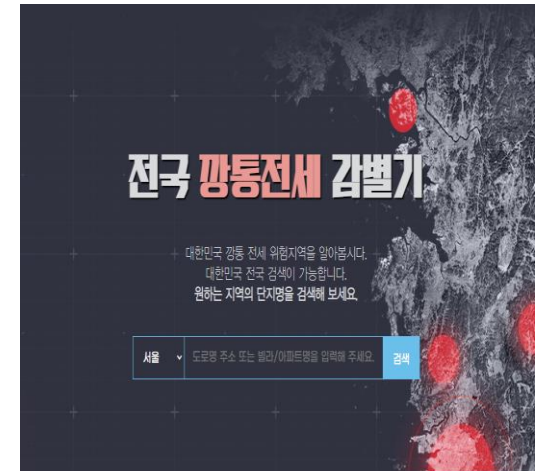 전국 깡통전세 감별기
대한민국 깡통 전세 위험지역을 알아봅시다.
대한민국 전국 검색이 가능합니다.
원하는 지역의 단지명을 검색해 보세요.
서울 도로명 주소 또는 빌라/아파트명을 입력해 주세요. 검색